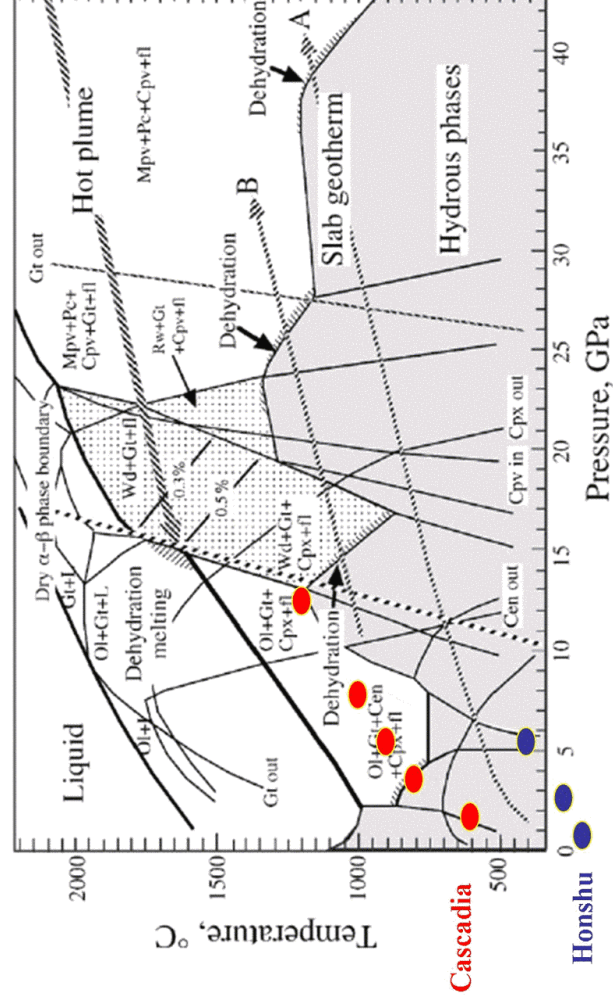 Liquid
Dry α–β phase boundary
Gt out
Hot plume
Mpv+Pc+
Cpv+Gt+fl
Mpv+Pc+Cpv+fl
Gt+L
Ol+Gt+L
Wd+Gt+fl
Rw+Gt
+Cpv+fl
Dehydration
melting
Ol+L
Gt out
0.3%
0.5%
Dehydration
B
Dehydration
A
Ol+Gt+
Cpx+fl
Wd+Gt+
Cpx+fl
Slab geotherm
Dehydration
Ol+Gt+Cen
+Cpx+fl
Hydrous phases
Cen out
Cpv in
Cpx out
2000
1500
1000
500
Temperature, °C
0
5
10
15
20
25
30
35
40
Pressure, GPa
Cascadia
Honshu